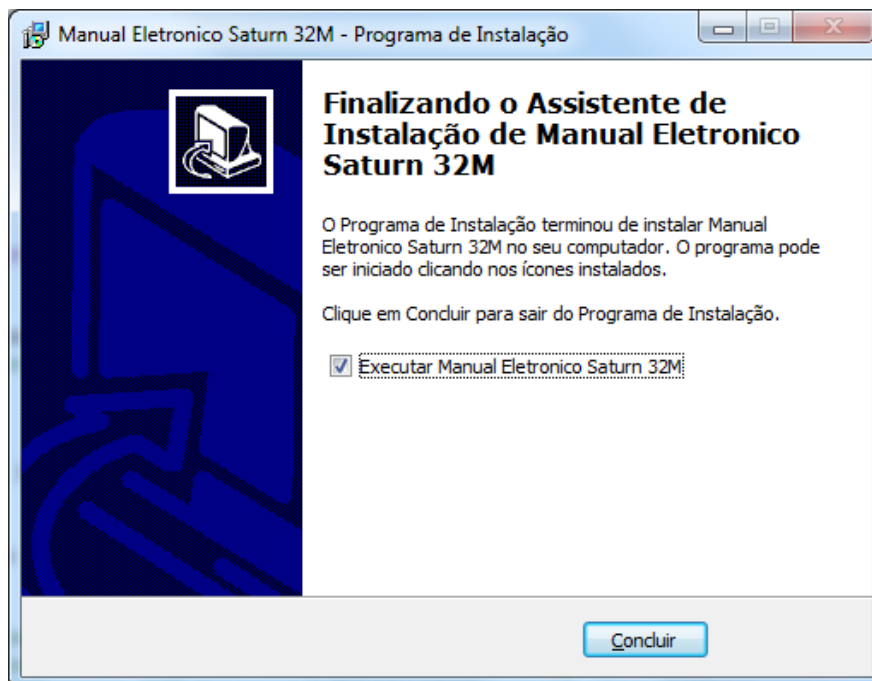 Manual Eletronico Saturn 32M - Programa de Instalação
Finalizando o Assistente de
Instalação de Manual Eletronico
Saturn 32M
O Programa de Instalação terminou de instalar Manual
Eletronico Saturn 32M no seu computador. O programa pode
ser iniciado clicando nos ícones instalados.
Clique em Concluir para sair do Programa de Instalação.
Executar Manual Eletronico Saturn 32M
Concluir